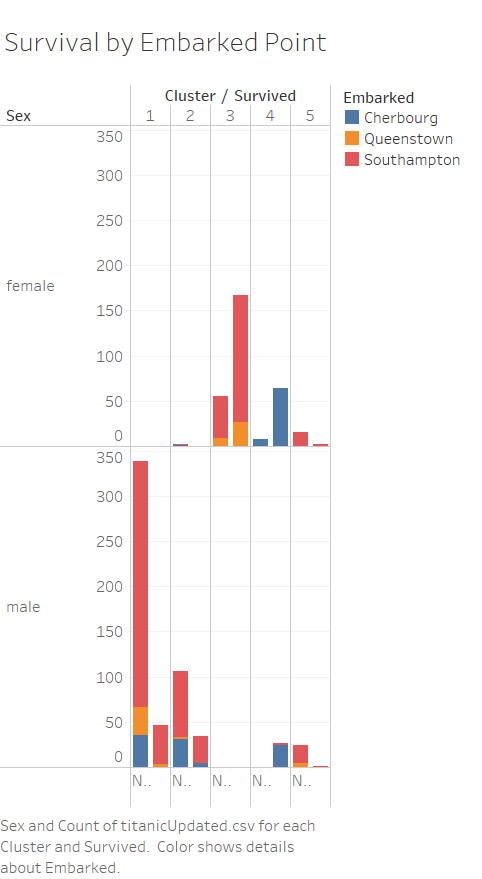 Survival by Embarked Point
Cluster / Survived
Sex 1 2 3 4 5
Embarked
Cherbourg
Queenstown
Southampton
350
300
250
200
female
150
100
50
0
350
300
250
200
male
150
100
50
0
N.. N.. N.. N.. N..
Sex and Count of titanicUpdated.csv for each
Cluster and Survived. Color shows details
about Embarked.